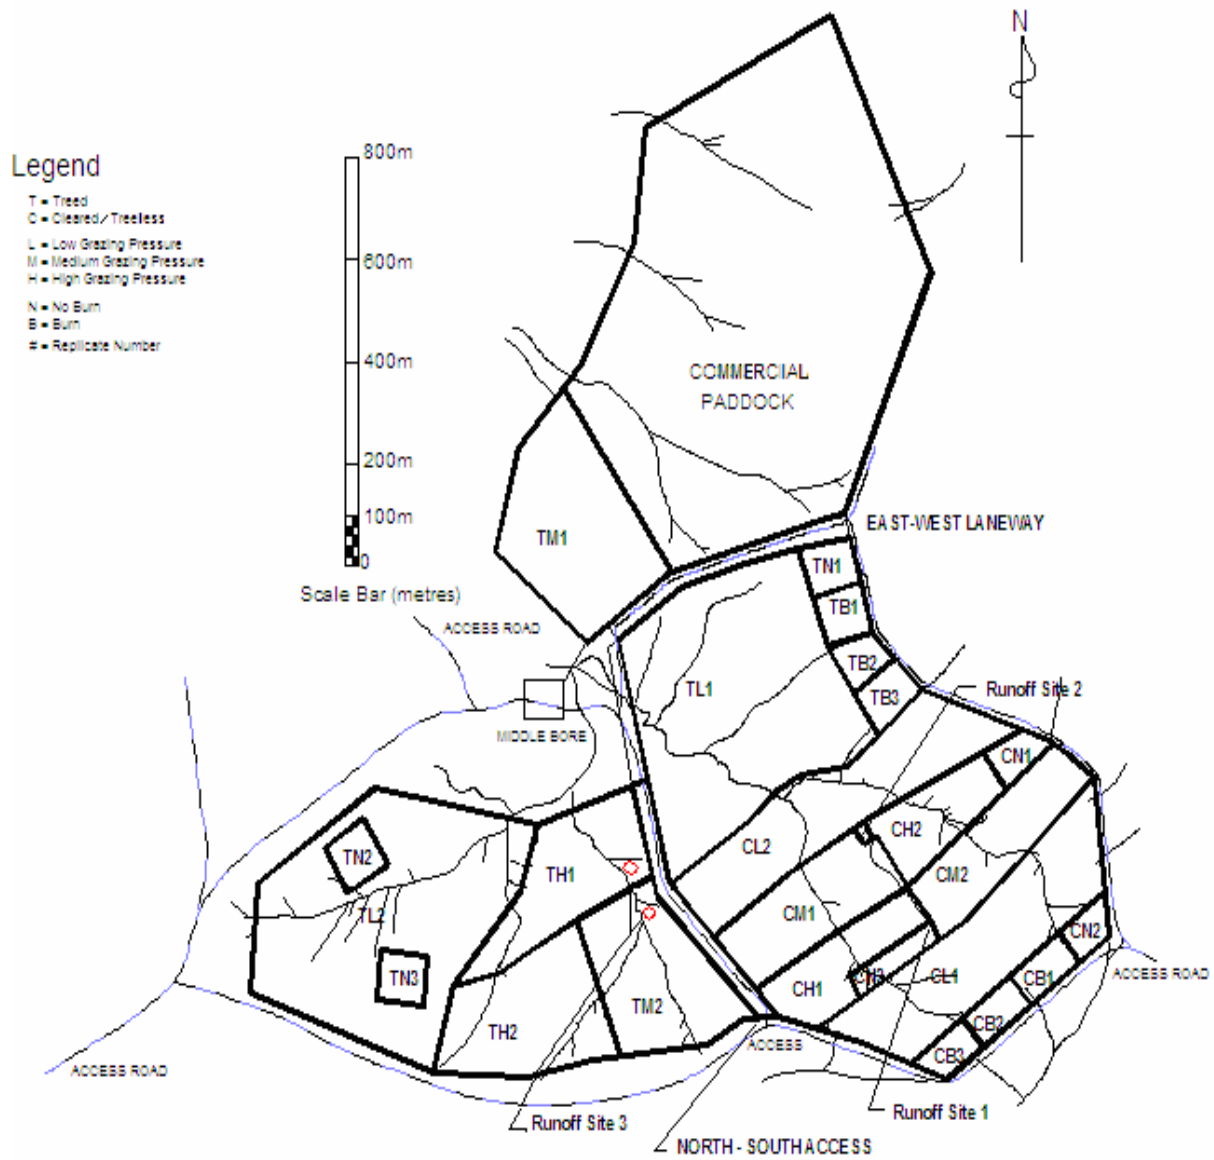 N
Legend
T = Treed
C = Cleared/Treeless
L = Low Grazing Pressure
M = Medium Grazing Pressure
H = High Grazing Pressure
N = No Burn
B = Burn
# = Replicate Number
800m
600m
400m
200m
100m
0
Scale Bar (metres)
COMMERCIAL
PADDOCK
EAST-WEST LANEWAY
TM1
TN1
TB1
ACCESS ROAD
TB2
TL1
TB3
Runoff Site 2
MIDDLE BORE
CN1
CH2
CL2
TN2
TH1
CM2
TL2
CM1
CN2
TN3
CH1
CL1
CB1
ACCESS ROAD
TM2
TH2
CB2
ACCESS
CB3
ACCESS ROAD
Runoff Site 3
Runoff Site 1
NORTH - SOUTH ACCESS